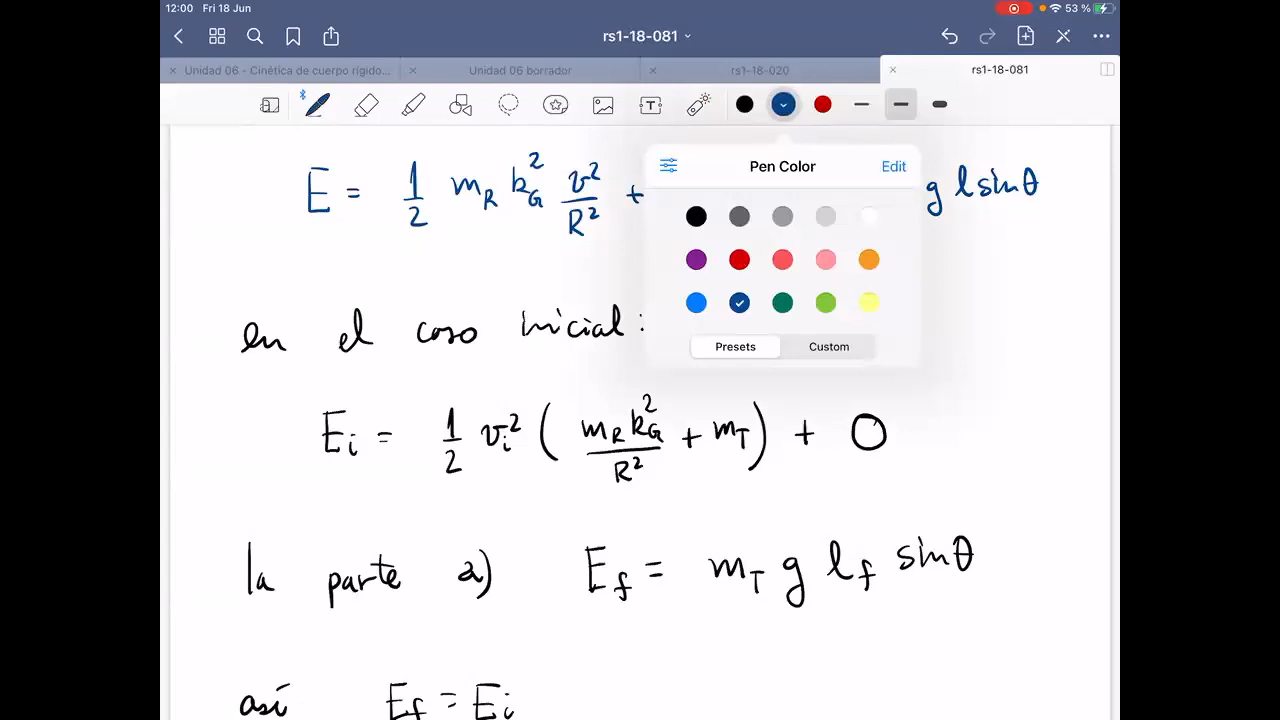 12:00 Fri 18 Jun 53 %
rs1-18-081
Unidad 06 - Cinética de cuerpo rígido... Unidad 06 borrador rs1-18-020 rs1-18-081
Pen Color Edit
E = 1/2 m_R k_G^2 v^2/R^2 + g l sinθ
en el caso inicial:
Presets Custom
E_i = 1/2 v_i^2 ( m_R k_G^2/R^2 + m_T ) + 0
la parte a) E_f = m_T g l_f sinθ
así E_f = E_i